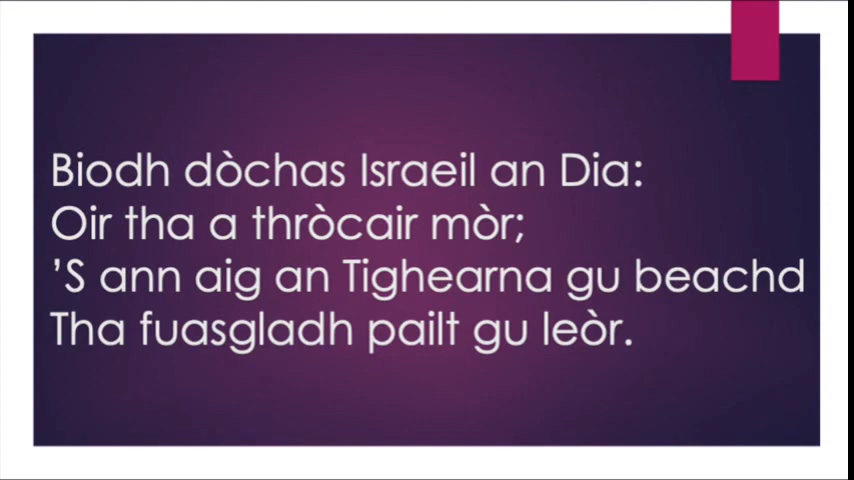 Biodh dòchas Israeil an Dia:
Oir tha a thròcair mòr;
’S ann aig an Tighearna gu beachd
Tha fuasgladh pailt gu leòr.